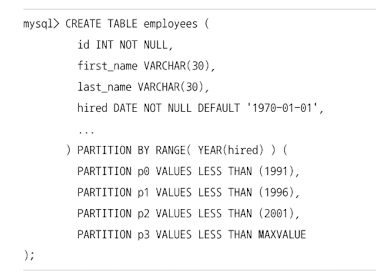 mysql> CREATE TABLE employees (
id INT NOT NULL,
first_name VARCHAR(30),
last_name VARCHAR(30),
hired DATE NOT NULL DEFAULT '1970-01-01',
...
) PARTITION BY RANGE( YEAR(hired) ) (
PARTITION p0 VALUES LESS THAN (1991),
PARTITION p1 VALUES LESS THAN (1996),
PARTITION p2 VALUES LESS THAN (2001),
PARTITION p3 VALUES LESS THAN MAXVALUE
);